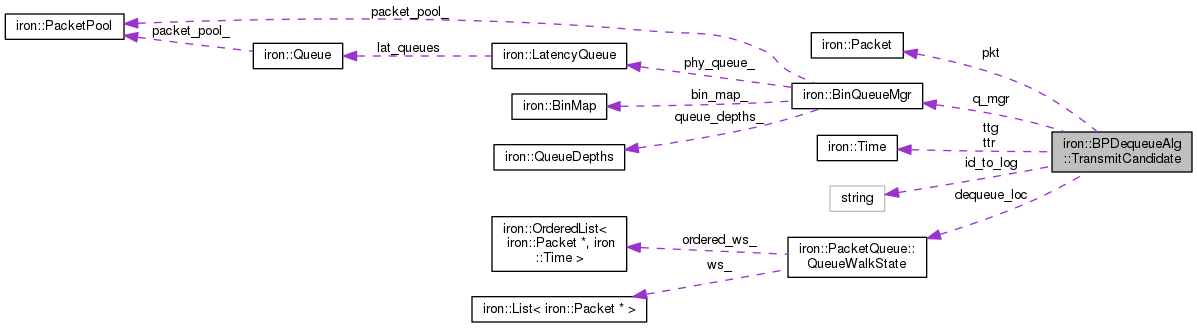 packet_pool_
iron::PacketPool
packet_pool_
iron::Queue
lat_queues
iron::LatencyQueue
phy_queue_
iron::Packet
pkt
iron::BinMap
bin_map_
iron::BinQueueMgr
q_mgr
queue_depths_
iron::QueueDepths
iron::Time
ttg
ttr
iron::BPDequeueAlg
::TransmitCandidate
id_to_log
string
dequeue_loc
iron::OrderedList<
iron::Packet *, iron
::Time >
ordered_ws_
iron::PacketQueue::
QueueWalkState
ws_
iron::List< iron::Packet * >